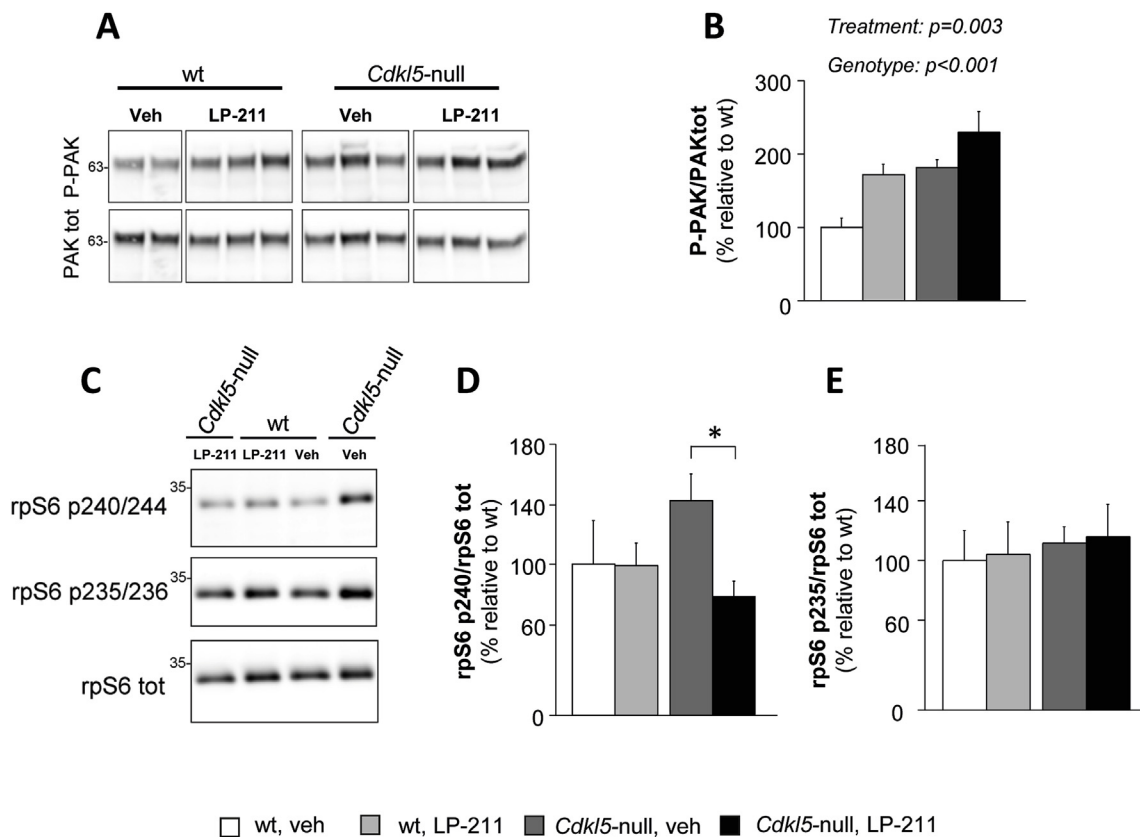 A
wt
Cdkl5-null
Veh
LP-211
Veh
LP-211
P-PAK
63-
PAK tot
63-
B
Treatment: p=0.003
Genotype: p<0.001
P-PAK/PAKtot
(% relative to wt)
300
200
100
0
C
Cdkl5-null
wt
Cdkl5-null
LP-211
LP-211
Veh
Veh
rpS6 p240/244
35-
rpS6 p235/236
35-
rpS6 tot
35-
D
rpS6 p240/rpS6 tot
(% relative to wt)
180
140
100
60
0
*
E
rpS6 p235/rpS6 tot
(% relative to wt)
180
140
100
60
0
wt, veh
wt, LP-211
Cdkl5-null, veh
Cdkl5-null, LP-211